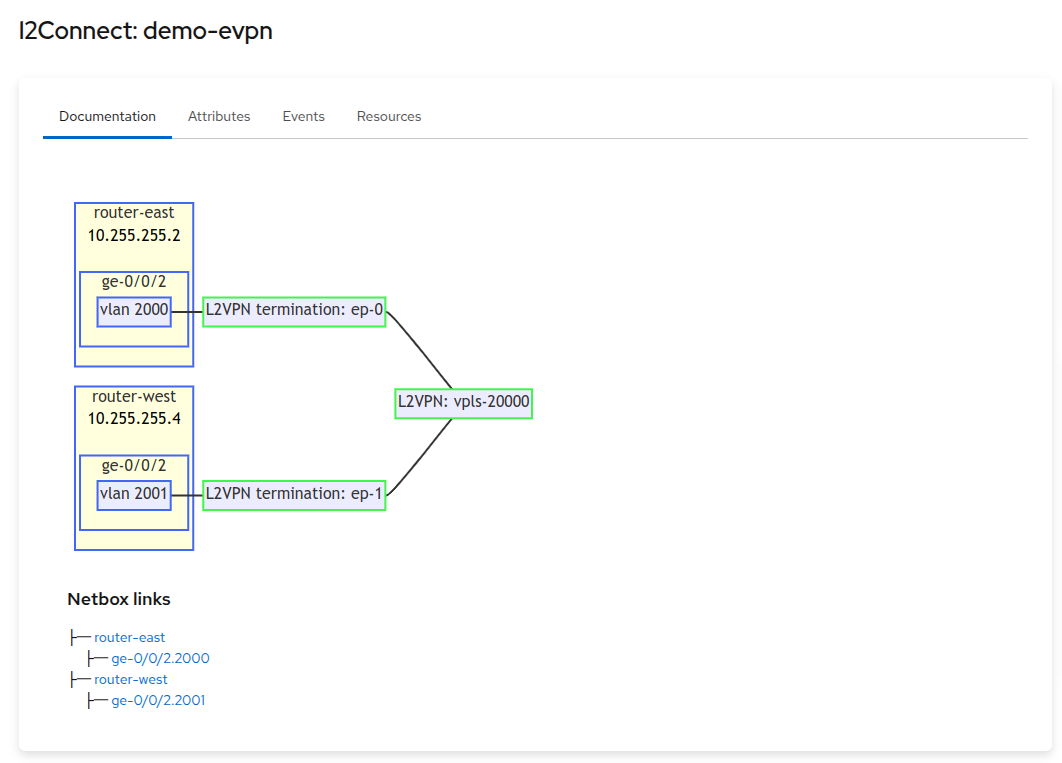 l2Connect: demo-evpn
Documentation Attributes Events Resources
router-east
10.255.255.2
ge-0/0/2
vlan 2000
L2VPN termination: ep-0
router-west
10.255.255.4
ge-0/0/2
vlan 2001
L2VPN termination: ep-1
L2VPN: vpls-20000
Netbox links
├── router-east
├── ge-0/0/2.2000
├── router-west
├── ge-0/0/2.2001